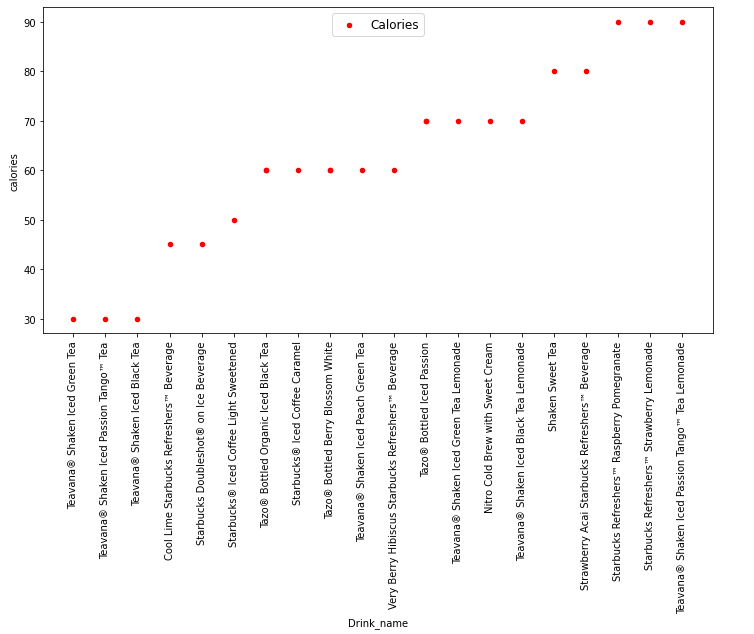 Calories
calories
90
80
70
60
50
40
30
Teavana® Shaken Iced Green Tea
Teavana® Shaken Iced Passion Tango™ Tea
Teavana® Shaken Iced Black Tea
Cool Lime Starbucks Refreshers™ Beverage
Starbucks Doubleshot® on Ice Beverage
Starbucks® Iced Coffee Light Sweetened
Tazo® Bottled Organic Iced Black Tea
Starbucks® Iced Coffee Caramel
Tazo® Bottled Berry Blossom White
Teavana® Shaken Iced Peach Green Tea
Very Berry Hibiscus Starbucks Refreshers™ Beverage
Tazo® Bottled Iced Passion
Teavana® Shaken Iced Green Tea Lemonade
Nitro Cold Brew with Sweet Cream
Teavana® Shaken Iced Black Tea Lemonade
Shaken Sweet Tea
Strawberry Acai Starbucks Refreshers™ Beverage
Starbucks Refreshers™ Raspberry Pomegranate
Starbucks Refreshers™ Strawberry Lemonade
Teavana® Shaken Iced Passion Tango™ Tea Lemonade
Drink_name